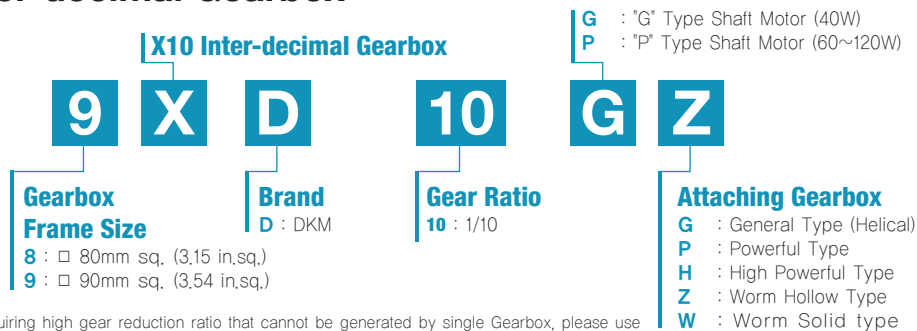 G : "G" Type Shaft Motor (40W)
P : "P" Type Shaft Motor (60~120W)
X10 Inter-decimal Gearbox
9 X D 10 G Z
Gearbox
Frame Size
8 : □ 80mm sq. (3.15 in.sq.)
9 : □ 90mm sq. (3.54 in.sq.)
Brand
D : DKM
Gear Ratio
10 : 1/10
Attaching Gearbox
G : General Type (Helical)
P : Powerful Type
H : High Powerful Type
Z : Worm Hollow Type
W : Worm Solid type
high gear reduction ratio that cannot be generated by single Gearbox, please use